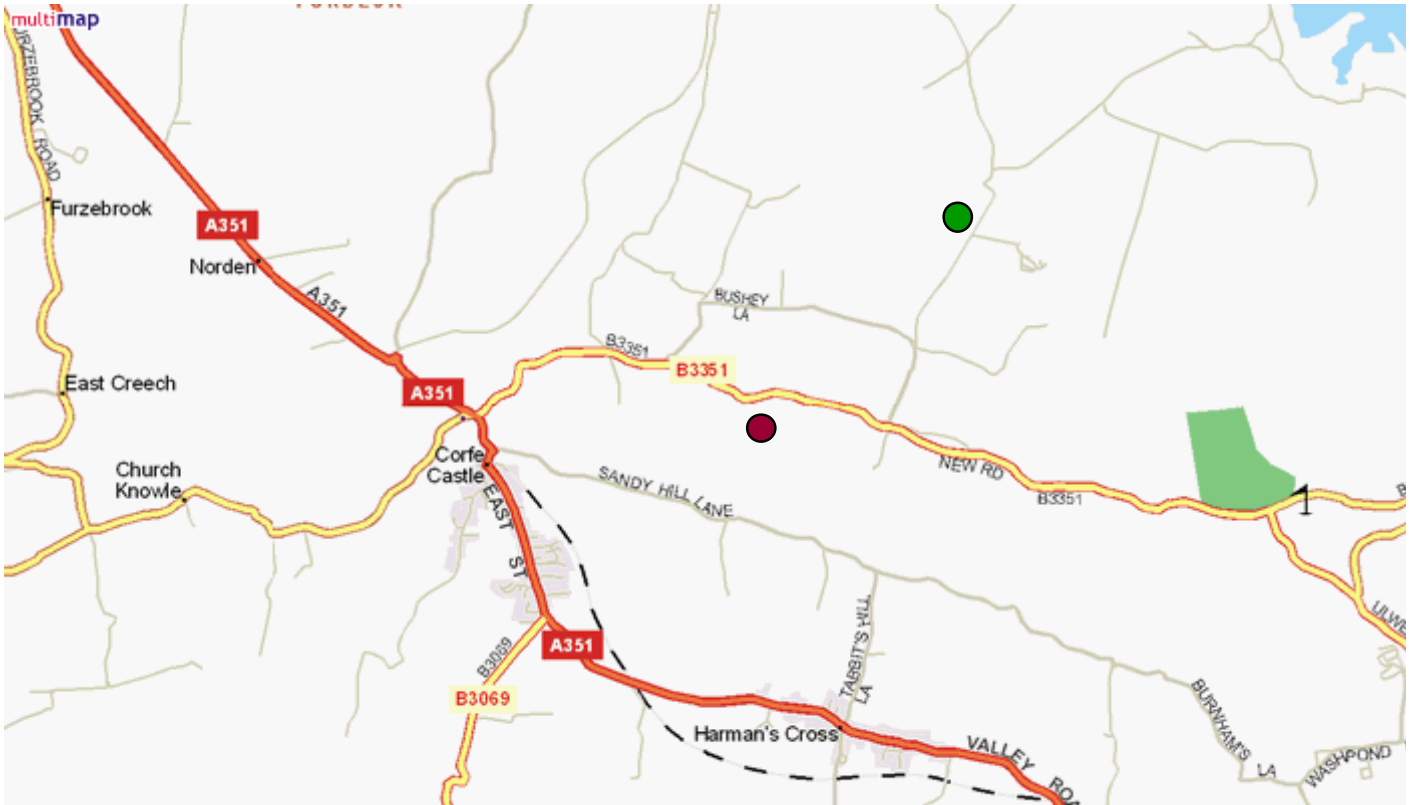 multimap
FURZEBROOK ROAD
Furzebrook
A351
Norden
A351
BUSHEY
LA
B3351
B3351
East Creech
A351
Corfe
Castle
Church
Knowle
SANDY HILL LANE
NEW RD
B3351
EAST ST
A351
B3069
B3069
TABBIT'S HILL
LA
Harman's Cross
VALLEY
BURNHAM'S
LA
WASHPOND